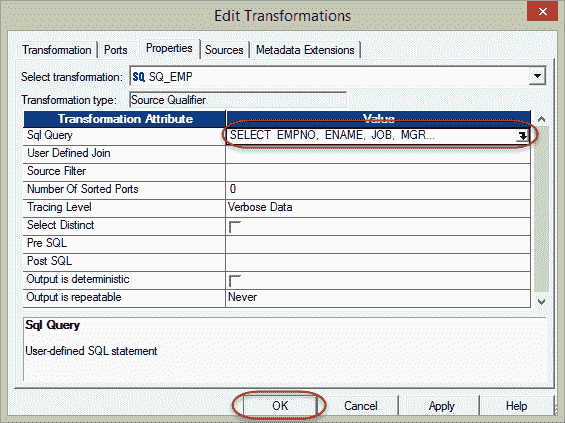 Edit Transformations
Transformation Ports Properties Sources Metadata Extensions
Select transformation: SQ SQ_EMP
Transformation type: Source Qualifier
Transformation Attribute Value
Sql Query SELECT EMPNO, ENAME, JOB, MGR...
User Defined Join
Source Filter
Number Of Sorted Ports 0
Tracing Level Verbose Data
Select Distinct
Pre SQL
Post SQL
Output is deterministic
Output is repeatable Never
Sql Query
User-defined SQL statement
OK Cancel Apply Help